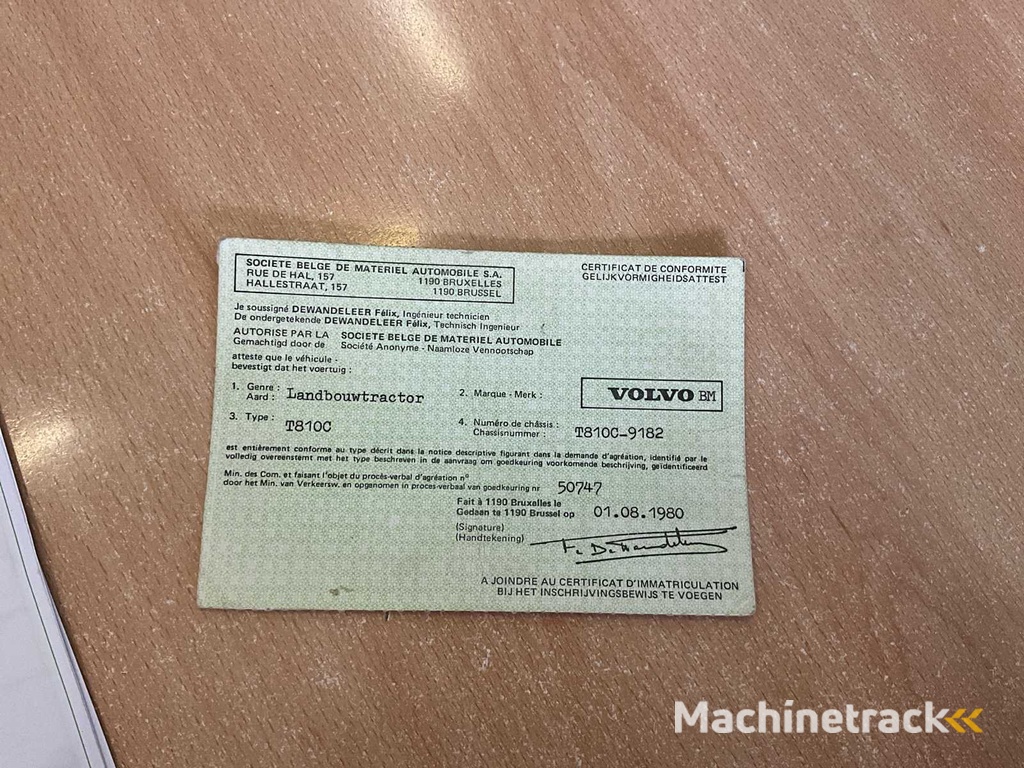 SOCIETE BELGE DE MATERIEL AUTOMOBILE S.A.
RUE DE HAL, 157 1190 BRUXELLES
HALLESTRAAT, 157 1190 BRUSSEL
CERTIFICAT DE CONFORMITE
GELIJKVORMIGHEIDSATTEST
Je soussigné DEWANDELEER Félix, Ingénieur technicien
De ondergetekende DEWANDELEER Félix, Technisch Ingenieur
AUTORISE PAR LA SOCIETE BELGE DE MATERIEL AUTOMOBILE
Gemachtigd door de Société Anonyme - Naamloze Vennootschap
atteste que le véhicule -
bevestigt dat het voertuig :
1. Genre :
Aard : Landbouwtractor
2. Marque - Merk : VOLVO BM
3. Type : T810C
4. Numéro de châssis :
Chassisnummer : T810C-9182
est entièrement conforme au type décrit dans la notice descriptive figurant dans la demande d'agréation, identifié par le
volledig overeenstemt met het type beschreven in de aanvraag om goedkeuring voorkomende beschrijving, geïdentificeerd
Min. des Com. et faisant l'objet du procès-verbal d'agréation n°
door het Min. van Verkeersw. en opgenomen in proces-verbaal van goedkeuring nr 50747
Fait à 1190 Bruxelles le
Gedaan te 1190 Brussel op 01.08.1980
(Signature)
(Handtekening)
A JOINDRE AU CERTIFICAT D'IMMATRICULATION
BIJ HET INSCHRIJVINGSBEWIJS TE VOEGEN
Machinetrack